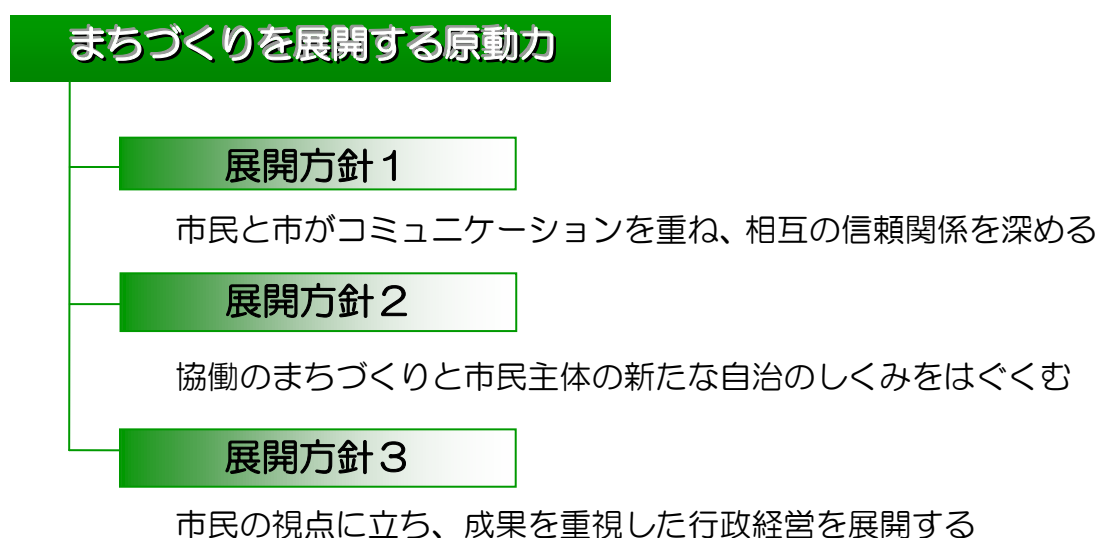 まちづくりを展開する原動力
展開方針１
市民と市がコミュニケーションを重ね、相互の信頼関係を深める
展開方針２
協働のまちづくりと市民主体の新たな自治のしくみをはぐくむ
展開方針３
市民の視点に立ち、成果を重視した行政経営を展開する